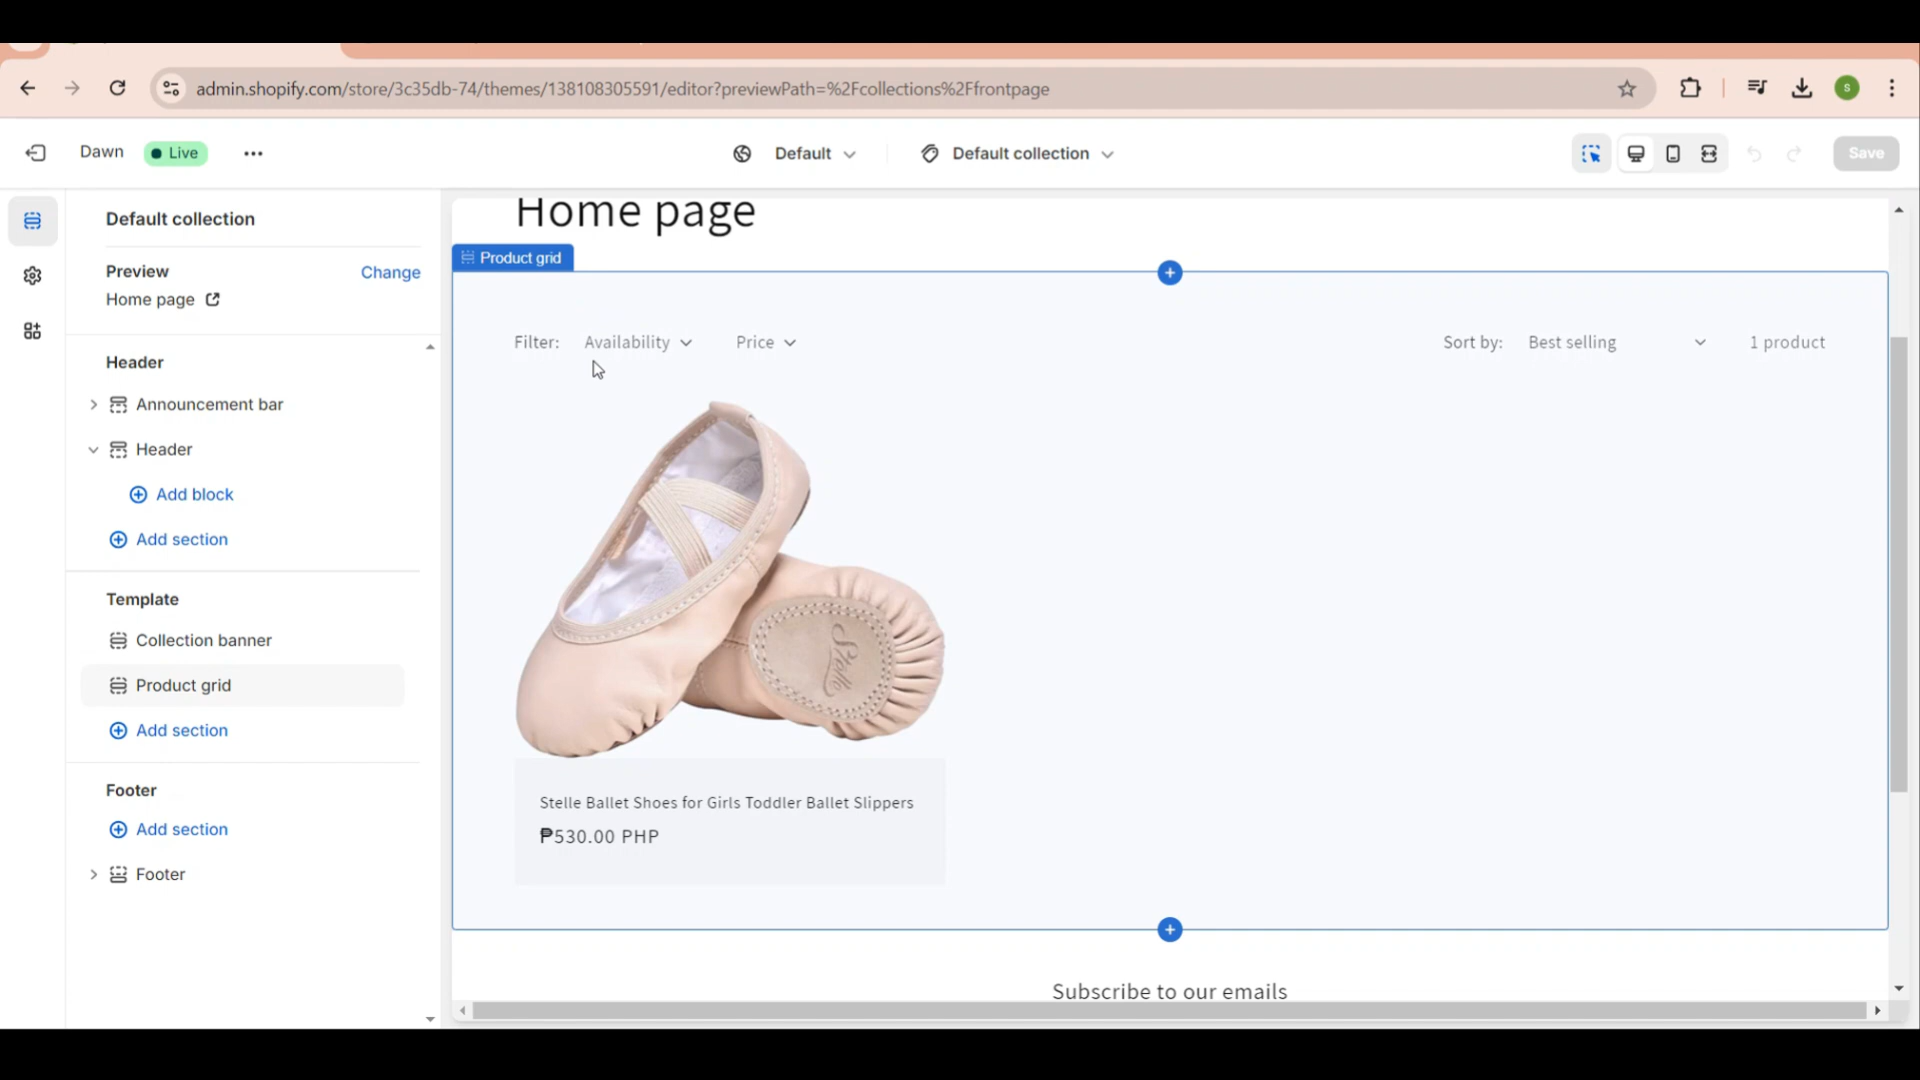 admin.shopify.com/store/3c35db-74/themes/138108305591/editor?previewPath=%2Fcollections%2Ffrontpage
S
Dawn
Live
Default
Default collection
Save
Default collection
Preview
Change
Home page
Header
Announcement bar
Header
Add block
Add section
Template
Collection banner
Product grid
Add section
Footer
Add section
Footer
Home page
Product grid
Filter: Availability Price
Sort by: Best selling
1 product
Stelle
Stelle Ballet Shoes for Girls Toddler Ballet Slippers
₱530.00 PHP
Subscribe to our emails